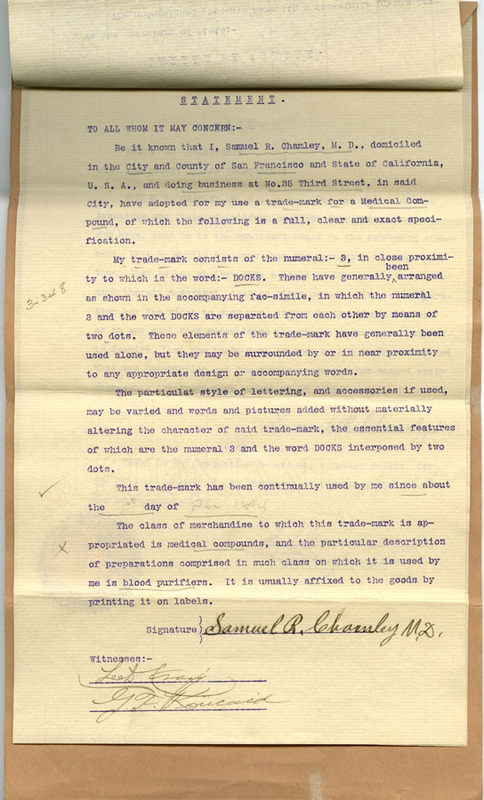 To the Secretary of State:-
STATEMENT.
TO ALL WHOM IT MAY CONCERN:-
Be it known that I, Samuel R. Chamley, M. D., domiciled
in the City and County of San Francisco and State of California,
U. S. A., and doing business at No.26 Third Street, in said
City, have adopted for my use a trade-mark for a Medical Com-
pound, of which the following is a full, clear and exact speci-
fication.
My trade-mark consists of the numeral:- 3, in close proximi-
been
ty to which is the word:- DOCKS. These have generally arranged
3-348
as shown in the accompanying fac-simile, in which the numeral
3 and the word DOCKS are separated from each other by means of
two dots. These elements of the trade-mark have generally been
used alone, but they may be surrounded by or in near proximity
to any appropriate design or accompanying words.
The particulat style of lettering, and accessories if used,
may be varied and words and pictures added without materially
altering the character of said trade-mark, the essential features
of which are the numeral 3 and the word DOCKS interposed by two
dots.
This trade-mark has been continually used by me since about
the 1st day of
The class of merchandise to which this trade-mark is ap-
x
propriated is medical compounds, and the particular description
of preparations comprised in such class on which it is used by
me is blood purifiers. It is usually affixed to the goods by
printing it on labels.
Signature} Samuel R. Chamley M.D.
Witnesses:-
Lee D. Craig